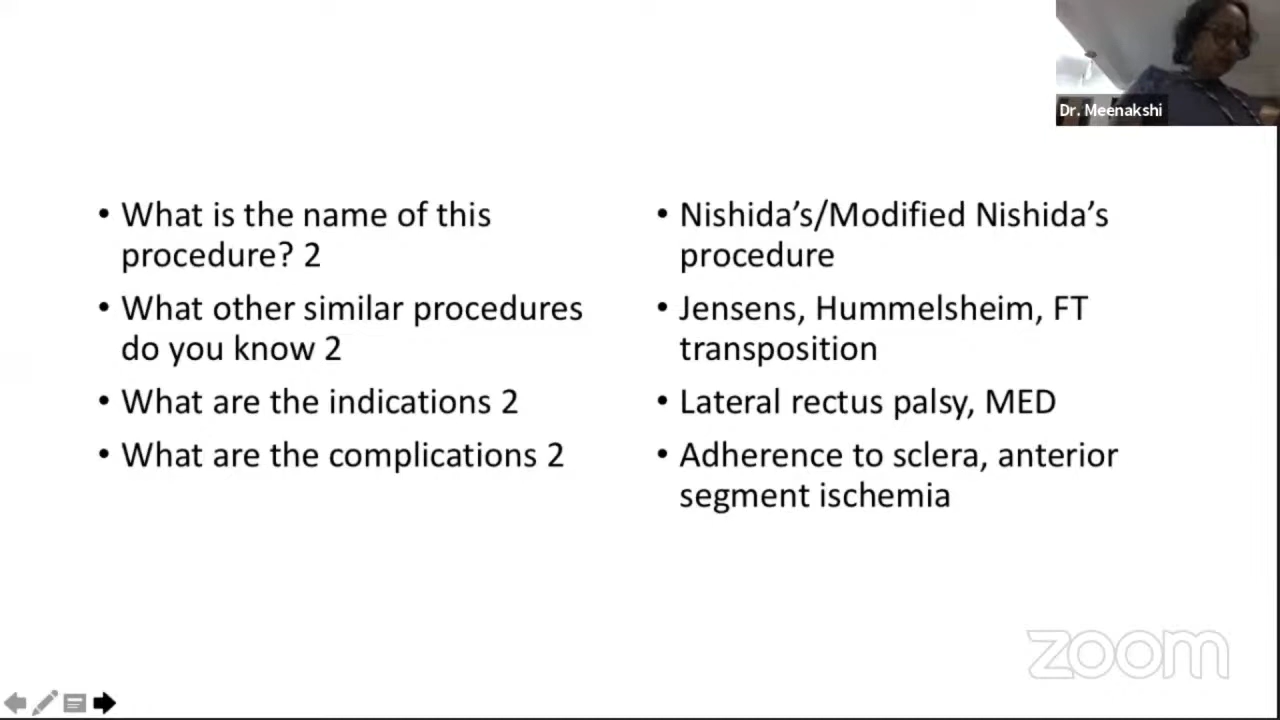 Dr. Meenakshi
• What is the name of this
procedure? 2
• What other similar procedures
do you know 2
• What are the indications 2
• What are the complications 2
• Nishida’s/Modified Nishida’s
procedure
• Jensens, Hummelsheim, FT
transposition
• Lateral rectus palsy, MED
• Adherence to sclera, anterior
segment ischemia
zoom